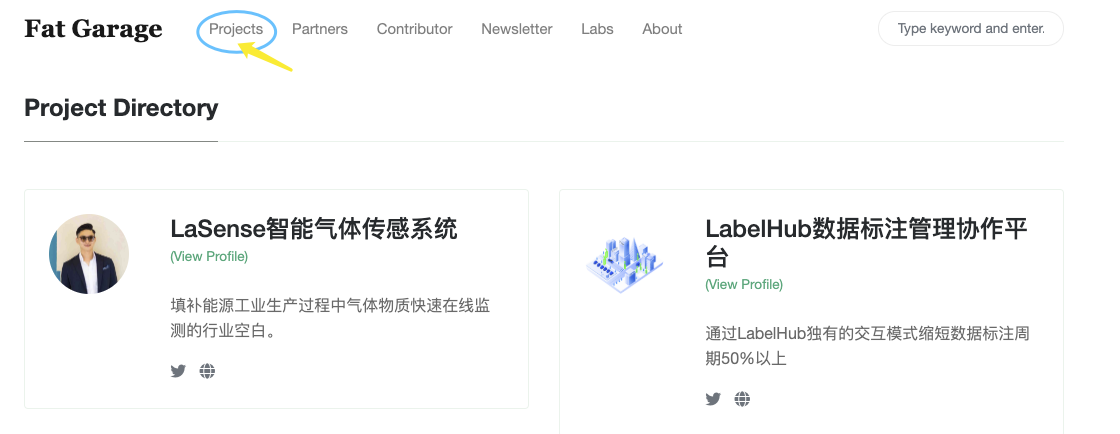 Fat Garage
Projects
Partners
Contributor
Newsletter
Labs
About
Type keyword and enter.
Project Directory
LaSense智能气体传感系统
(View Profile)
填补能源工业生产过程中气体物质快速在线监
测的行业空白。
LabelHub数据标注管理协作平
台
(View Profile)
通过LabelHub独有的交互模式缩短数据标注周
期50%以上